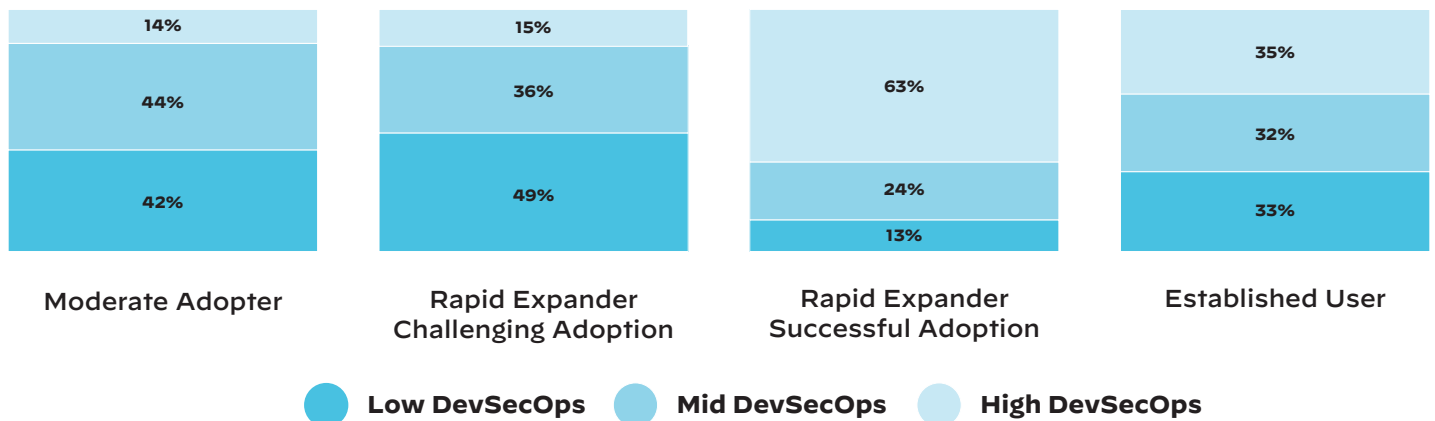 14%
44%
42%
Moderate Adopter
15%
36%
49%
Rapid Expander
Challenging Adoption
63%
24%
13%
Rapid Expander
Successful Adoption
35%
32%
33%
Established User
Low DevSecOps
Mid DevSecOps
High DevSecOps